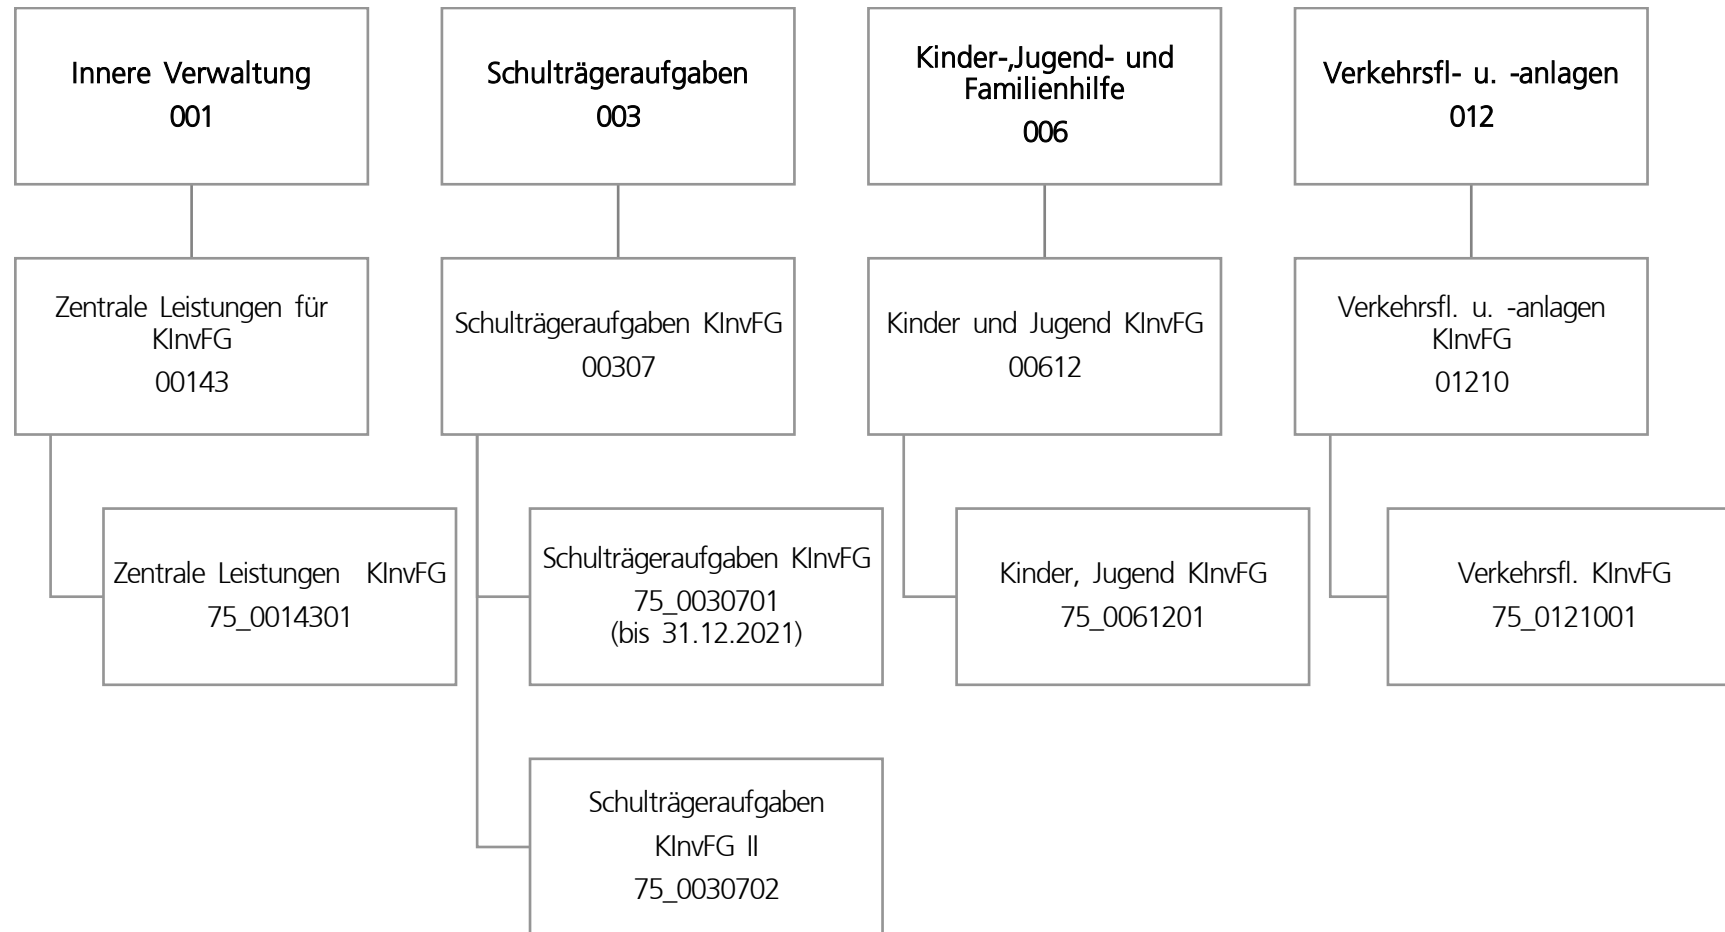 Innere Verwaltung
001
Schulträgeraufgaben
003
Kinder-,Jugend- und
Familienhilfe
006
Verkehrsfl- u. -anlagen
012
Zentrale Leistungen für
KInvFG
00143
Schulträgeraufgaben KInvFG
00307
Kinder und Jugend KInvFG
00612
Verkehrsfl. u. -anlagen
KInvFG
01210
Zentrale Leistungen KInvFG
75_0014301
Schulträgeraufgaben KInvFG
75_0030701
(bis 31.12.2021)
Kinder, Jugend KInvFG
75_0061201
Verkehrsfl. KInvFG
75_0121001
Schulträgeraufgaben
KInvFG II
75_0030702